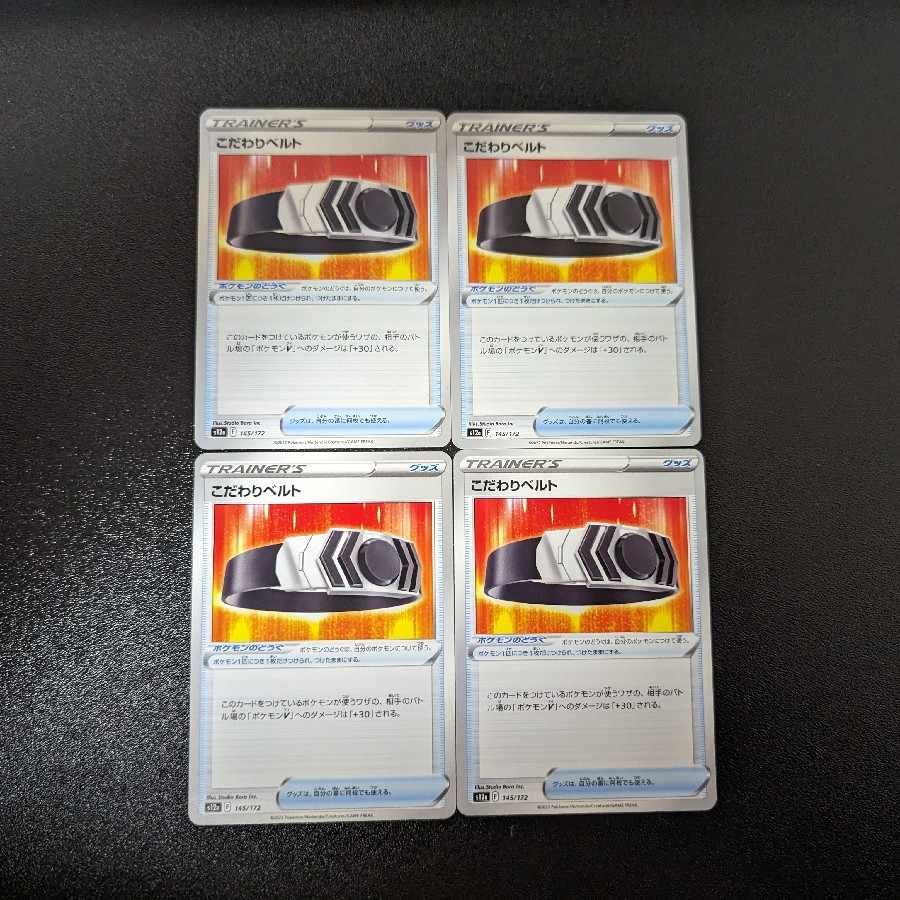 TRAINER'S グッズ
こだわりベルト
ポケモンのどうぐ ポケモンのどうぐは、自分のポケモンにつけて使う。
ポケモン1匹につき1枚だけつけられ、つけたままにする。
このカードをつけているポケモンが使うワザの、相手のバト
ル場の「ポケモンV」へのダメージは「+30」される。
Illus. Studio Bora Inc.
グッズは、自分の番に何枚でも使える。
s12a F 145/172
©2022 Pokémon/Nintendo/Creatures/GAME FREAK.
TRAINER'S グッズ
こだわりベルト
ポケモンのどうぐ ポケモンのどうぐは、自分のポケモンにつけて使う。
ポケモン1匹につき1枚だけつけられ、つけたままにする。
このカードをつけているポケモンが使うワザの、相手のバト
ル場の「ポケモンV」へのダメージは「+30」される。
Illus. Studio Bora Inc.
グッズは、自分の番に何枚でも使える。
s12a F 145/172
©2022 Pokémon/Nintendo/Creatures/GAME FREAK.
TRAINER'S グッズ
こだわりベルト
ポケモンのどうぐ ポケモンのどうぐは、自分のポケモンにつけて使う。
ポケモン1匹につき1枚だけつけられ、つけたままにする。
このカードをつけているポケモンが使うワザの、相手のバト
ル場の「ポケモンV」へのダメージは「+30」される。
Illus. Studio Bora Inc.
グッズは、自分の番に何枚でも使える。
s12a F 145/172
©2022 Pokémon/Nintendo/Creatures/GAME FREAK.
TRAINER'S グッズ
こだわりベルト
ポケモンのどうぐ ポケモンのどうぐは、自分のポケモンにつけて使う。
ポケモン1匹につき1枚だけつけられ、つけたままにする。
このカードをつけているポケモンが使うワザの、相手のバト
ル場の「ポケモンV」へのダメージは「+30」される。
Illus. Studio Bora Inc.
グッズは、自分の番に何枚でも使える。
s12a F 145/172
©2022 Pokémon/Nintendo/Creatures/GAME FREAK.